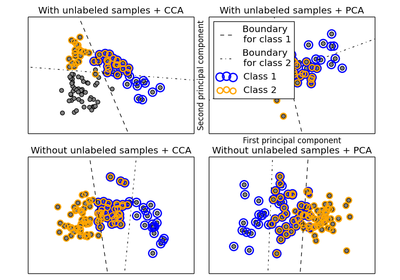 With unlabeled samples + CCA
With unlabeled samples + PCA
Second principal component
Boundary
for class 1
Boundary
for class 2
Class 1
Class 2
First principal component
Without unlabeled samples + CCA
Without unlabeled samples + PCA